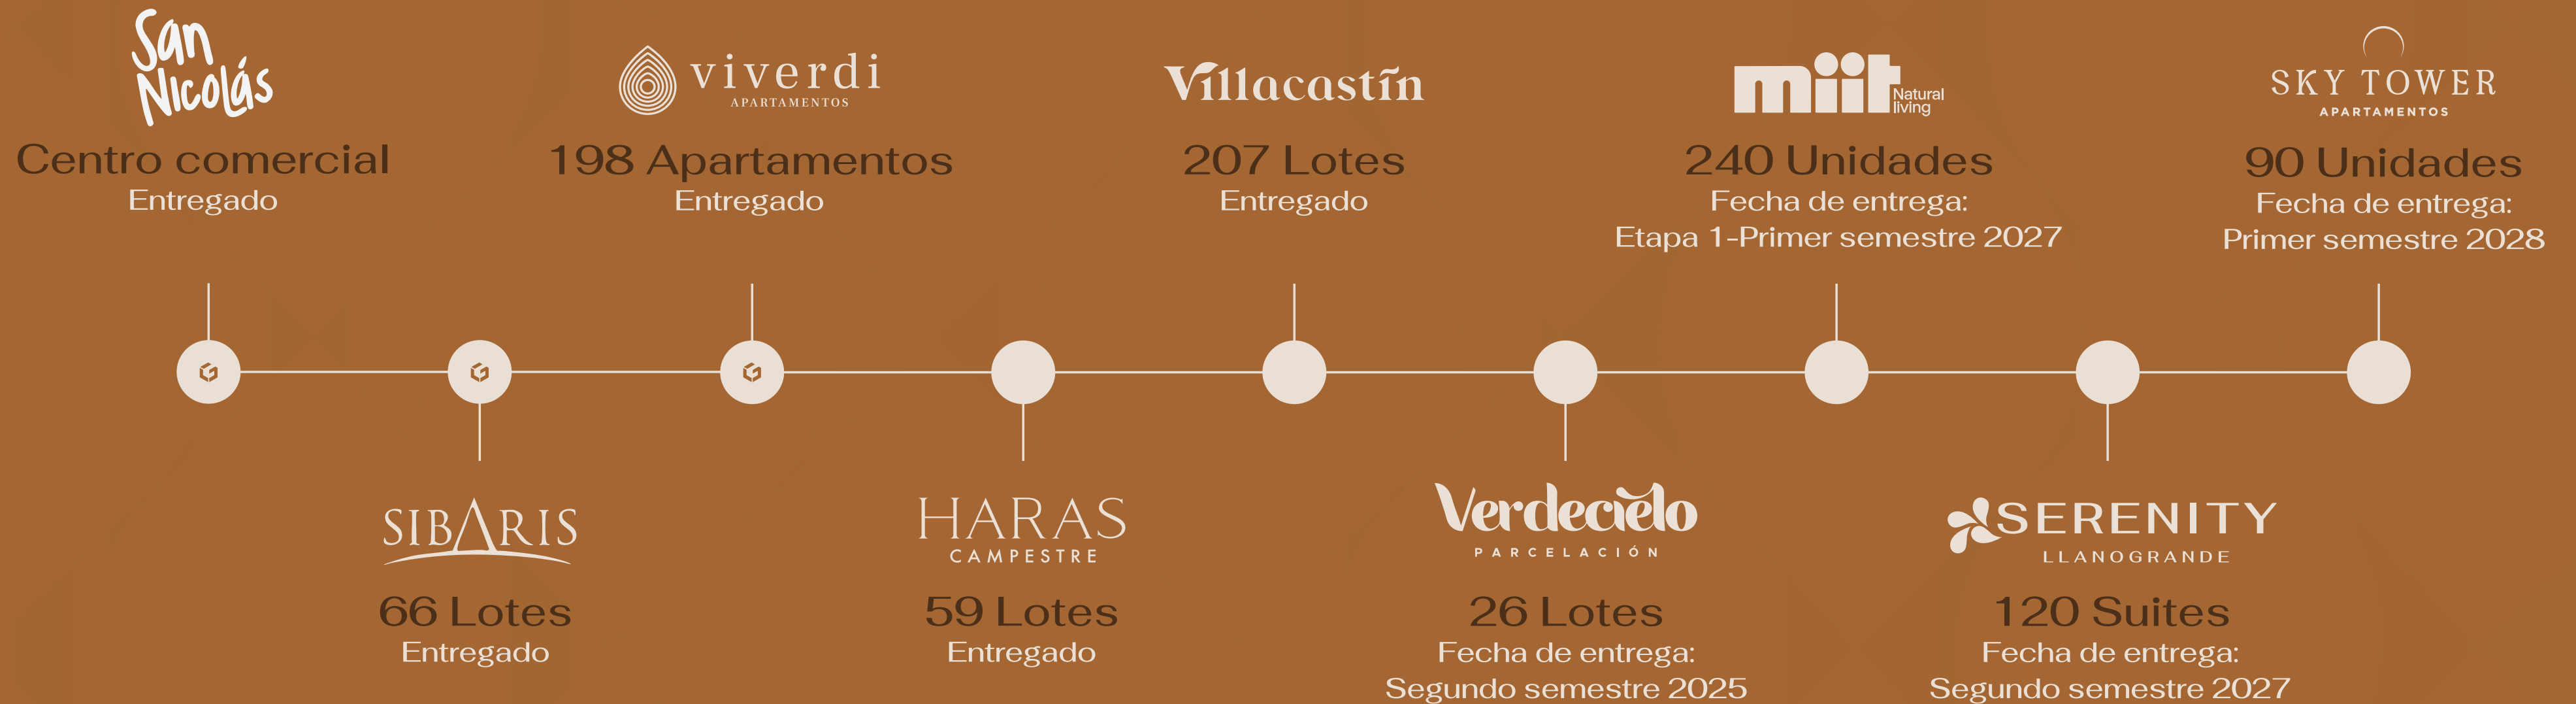 San
Nicolás
Centro comercial
Entregado
viverdi
APARTAMENTOS
198 Apartamentos
Entregado
Villacastín
207 Lotes
Entregado
miit
Natural
living
240 Unidades
Fecha de entrega:
Etapa 1-Primer semestre 2027
SKY TOWER
APARTAMENTOS
90 Unidades
Fecha de entrega:
Primer semestre 2028
SIBARIS
66 Lotes
Entregado
HARAS
CAMPESTRE
59 Lotes
Entregado
Verdecielo
PARCELACIÓN
26 Lotes
Fecha de entrega:
Segundo semestre 2025
SERENITY
LLANOGRANDE
120 Suites
Fecha de entrega:
Segundo semestre 2027